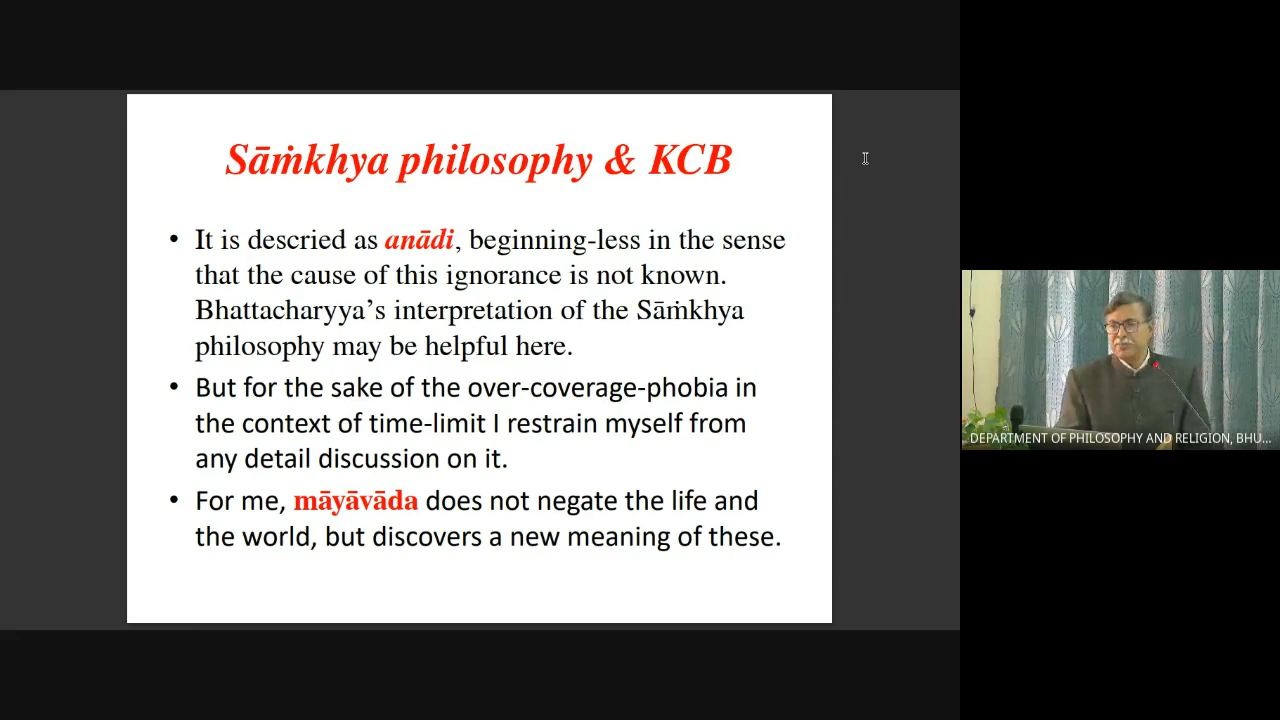 Sāṁkhya philosophy & KCB
• It is descried as anādi, beginning-less in the sense
that the cause of this ignorance is not known.
Bhattacharyya’s interpretation of the Sāṁkhya
philosophy may be helpful here.
• But for the sake of the over-coverage-phobia in
the context of time-limit I restrain myself from
any detail discussion on it.
• For me, māyāvāda does not negate the life and
the world, but discovers a new meaning of these.
DEPARTMENT OF PHILOSOPHY AND RELIGION, BHU...